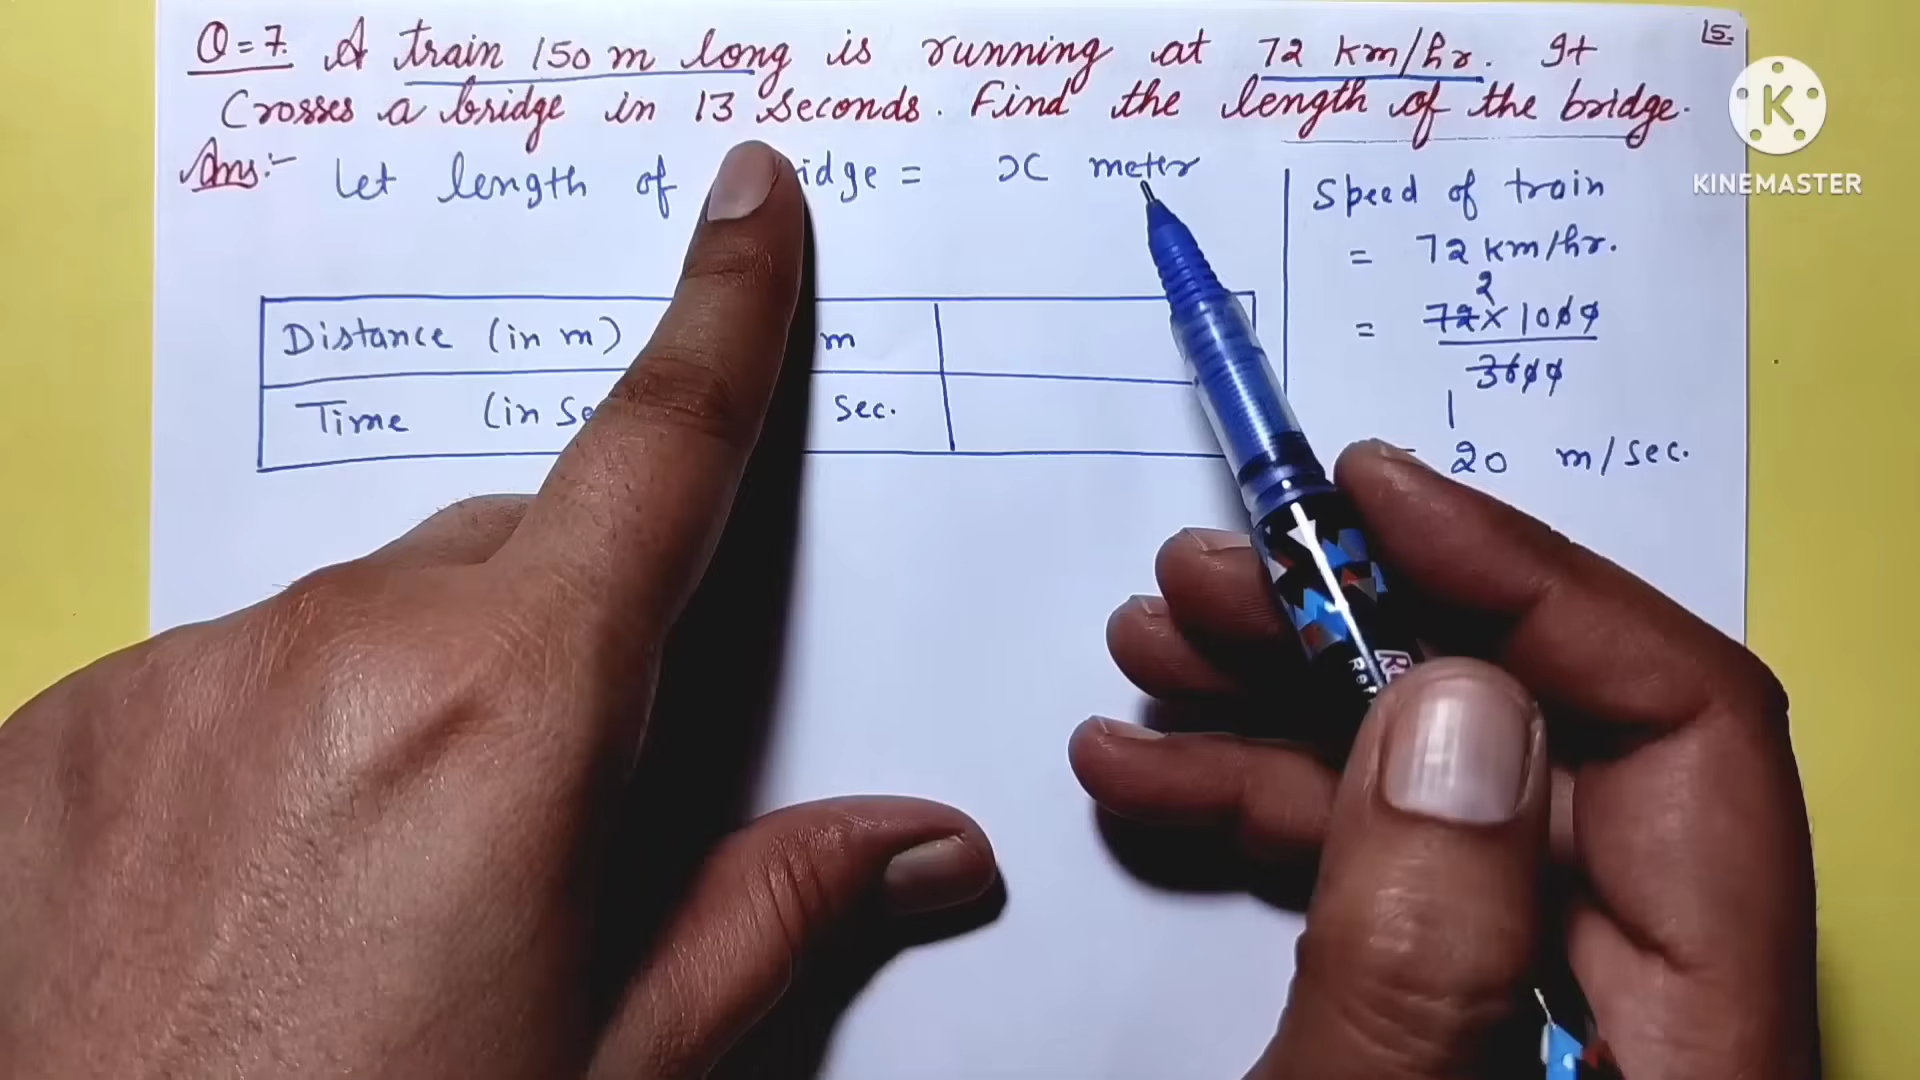 Q=7. A train 150 m long is running at 72 km/hr. It
15.
Crosses a bridge in 13 seconds. Find the length of the bridge.
Ans:- Let length of = x meter
Speed of train
= 72 km/hr.
2
= 72 x 1000
3600
1
20 m/sec.
Distance (in m) m
Time (in sec.
K
KINEMASTER